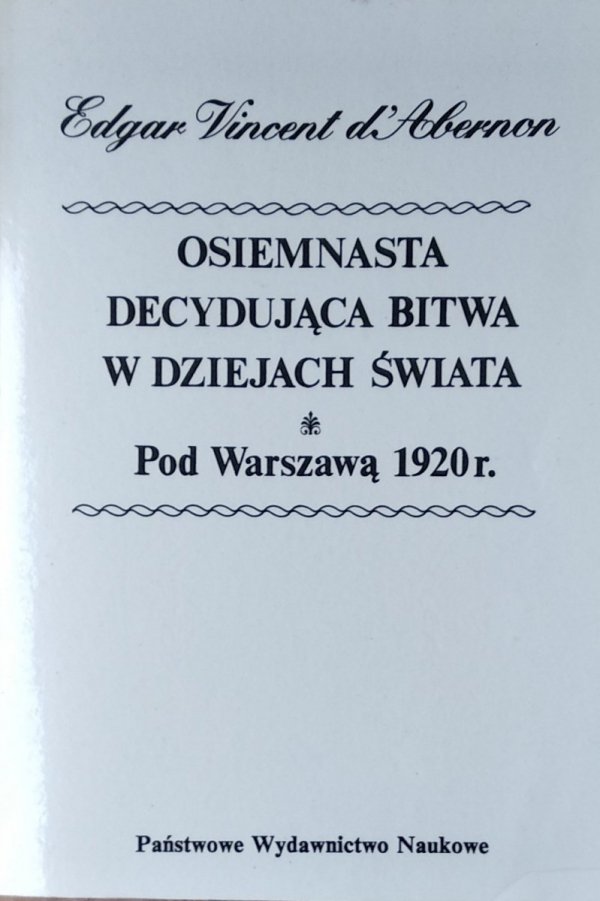 Edgar Vincent d'Abernon
OSIEMNASTA
DECYDUJĄCA BITWA
W DZIEJACH ŚWIATA
Pod Warszawą 1920 r.
Państwowe Wydawnictwo Naukowe